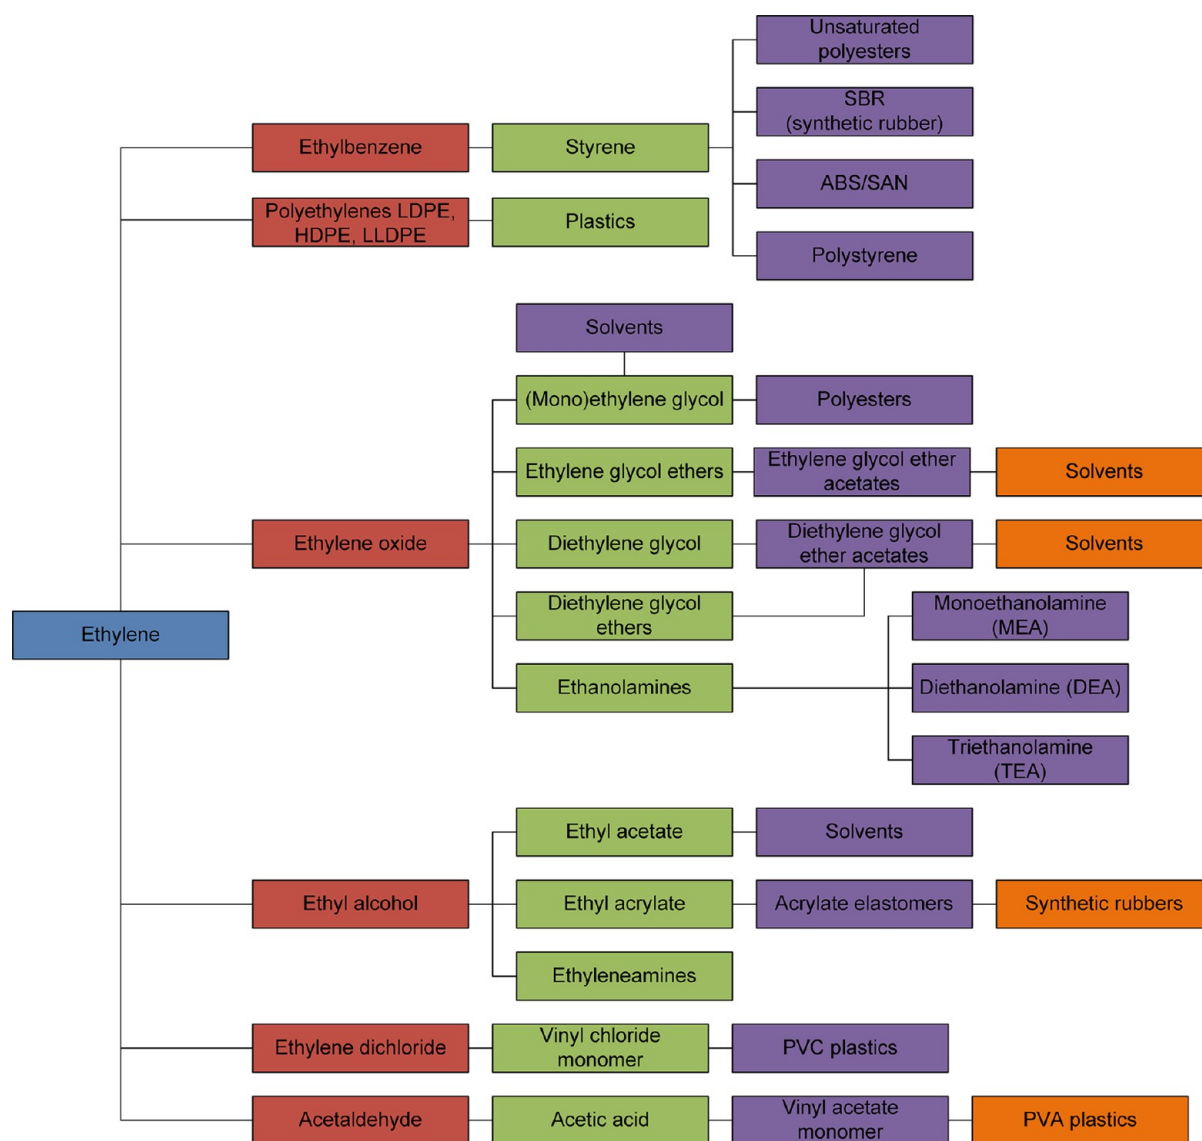 Unsaturated
polyesters
SBR
(synthetic rubber)
Ethylbenzene
Styrene
ABS/SAN
Polyethylenes LDPE,
HDPE, LLDPE
Plastics
Polystyrene
Solvents
(Mono)ethylene glycol
Polyesters
Ethylene glycol ethers
Ethylene glycol ether
acetates
Solvents
Ethylene oxide
Diethylene glycol
Diethylene glycol
ether acetates
Solvents
Diethylene glycol
ethers
Monoethanolamine
(MEA)
Ethylene
Ethanolamines
Diethanolamine (DEA)
Triethanolamine
(TEA)
Ethyl acetate
Solvents
Ethyl alcohol
Ethyl acrylate
Acrylate elastomers
Synthetic rubbers
Ethyleneamines
Ethylene dichloride
Vinyl chloride
monomer
PVC plastics
Acetaldehyde
Acetic acid
Vinyl acetate
monomer
PVA plastics